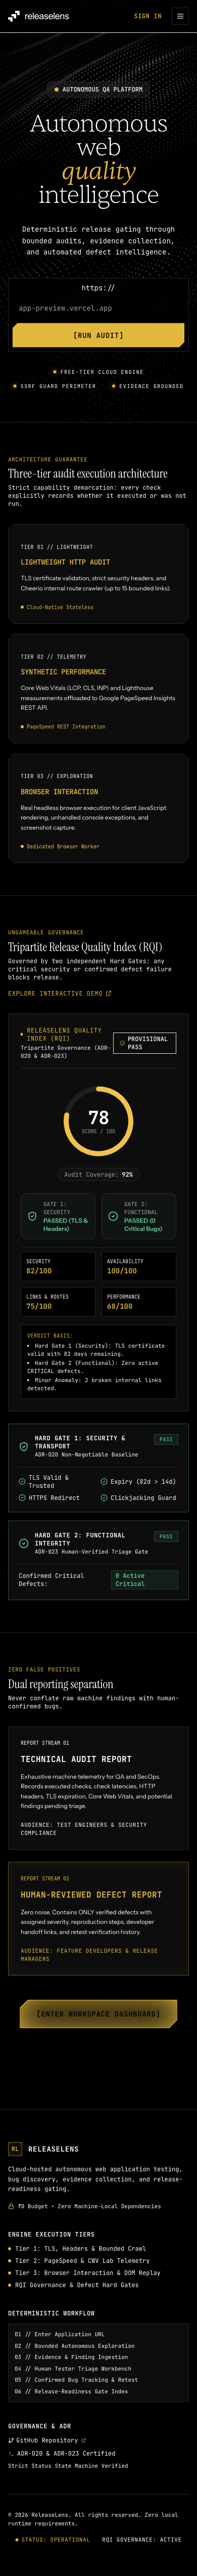 releaselens
SIGN IN
AUTONOMOUS QA PLATFORM
Autonomous
web
quality
intelligence.
Deterministic release gating through
bounded audits, evidence collection,
and automated defect intelligence.
https://
app-preview.vercel.app
[RUN AUDIT]
FREE-TIER CLOUD ENGINE
SSRF GUARD PERIMETER
EVIDENCE GROUNDED
ARCHITECTURE GUARANTEE
Three-tier audit execution architecture
Strict capability demarcation: every check
explicitly records whether it executed or was not
run.
TIER 01 // LIGHTWEIGHT
LIGHTWEIGHT HTTP AUDIT
TLS certificate validation, strict security headers, and
Cheerio internal route crawler (up to 15 bounded links).
Cloud-Native Stateless
TIER 02 // TELEMETRY
SYNTHETIC PERFORMANCE
Core Web Vitals (LCP, CLS, INP) and Lighthouse
measurements offloaded to Google PageSpeed Insights
REST API.
PageSpeed REST Integration
TIER 03 // EXPLORATION
BROWSER INTERACTION
Real headless browser execution for client JavaScript
rendering, unhandled console exceptions, and
screenshot capture.
Dedicated Browser Worker
UNGAMEABLE GOVERNANCE
Tripartite Release Quality Index (RQI)
Governed by two independent Hard Gates: any
critical security or confirmed defect failure
blocks release.
EXPLORE INTERACTIVE DEMO
RELEASELENS QUALITY
INDEX (RQI)
Tripartite Governance (ADR-
020 & ADR-023)
PROVISIONAL
PASS
78
SCORE / 100
Audit Coverage: 92%
GATE 1:
SECURITY
PASSED (TLS &
Headers)
GATE 2:
FUNCTIONAL
PASSED (0
Critical Bugs)
SECURITY
82/100
AVAILABILITY
100/100
LINKS & ROUTES
75/100
PERFORMANCE
68/100
VERDICT BASIS:
• Hard Gate 1 (Security): TLS certificate
valid with 82 days remaining.
• Hard Gate 2 (Functional): Zero active
CRITICAL defects.
• Minor Anomaly: 2 broken internal links
detected.
HARD GATE 1: SECURITY &
TRANSPORT
ADR-020 Non-Negotiable Baseline
PASS
TLS Valid &
Trusted
Expiry (82d > 14d)
HTTPS Redirect
Clickjacking Guard
HARD GATE 2: FUNCTIONAL
INTEGRITY
ADR-023 Human-Verified Triage Gate
PASS
Confirmed Critical
Defects:
0 Active
Critical
ZERO FALSE POSITIVES
Dual reporting separation
Never conflate raw machine findings with human-
confirmed bugs.
REPORT STREAM 01
TECHNICAL AUDIT REPORT
Exhaustive machine telemetry for QA and SecOps.
Records executed checks, check latencies, HTTP
headers, TLS expiration, Core Web Vitals, and potential
findings pending triage.
AUDIENCE: TEST ENGINEERS & SECURITY
COMPLIANCE
REPORT STREAM 02
HUMAN-REVIEWED DEFECT REPORT
Zero noise. Contains ONLY verified defects with
assigned severity, reproduction steps, developer
handoff links, and retest verification history.
AUDIENCE: FEATURE DEVELOPERS & RELEASE
MANAGERS
[ENTER WORKSPACE DASHBOARD]
RL
RELEASELENS
Cloud-hosted autonomous web application testing,
bug discovery, evidence collection, and release-
readiness gating.
₹0 Budget • Zero Machine-Local Dependencies
ENGINE EXECUTION TIERS
Tier 1: TLS, Headers & Bounded Crawl
Tier 2: PageSpeed & CWV Lab Telemetry
Tier 3: Browser Interaction & DOM Replay
RQI Governance & Defect Hard Gates
DETERMINISTIC WORKFLOW
01 // Enter Application URL
02 // Bounded Autonomous Exploration
03 // Evidence & Finding Ingestion
04 // Human Tester Triage Workbench
05 // Confirmed Bug Tracking & Retest
06 // Release-Readiness Gate Index
GOVERNANCE & ADR
GitHub Repository
ADR-020 & ADR-023 Certified
Strict Status State Machine Verified
© 2026 ReleaseLens. All rights reserved. Zero local
runtime requirements.
STATUS: OPERATIONAL
RQI GOVERNANCE: ACTIVE